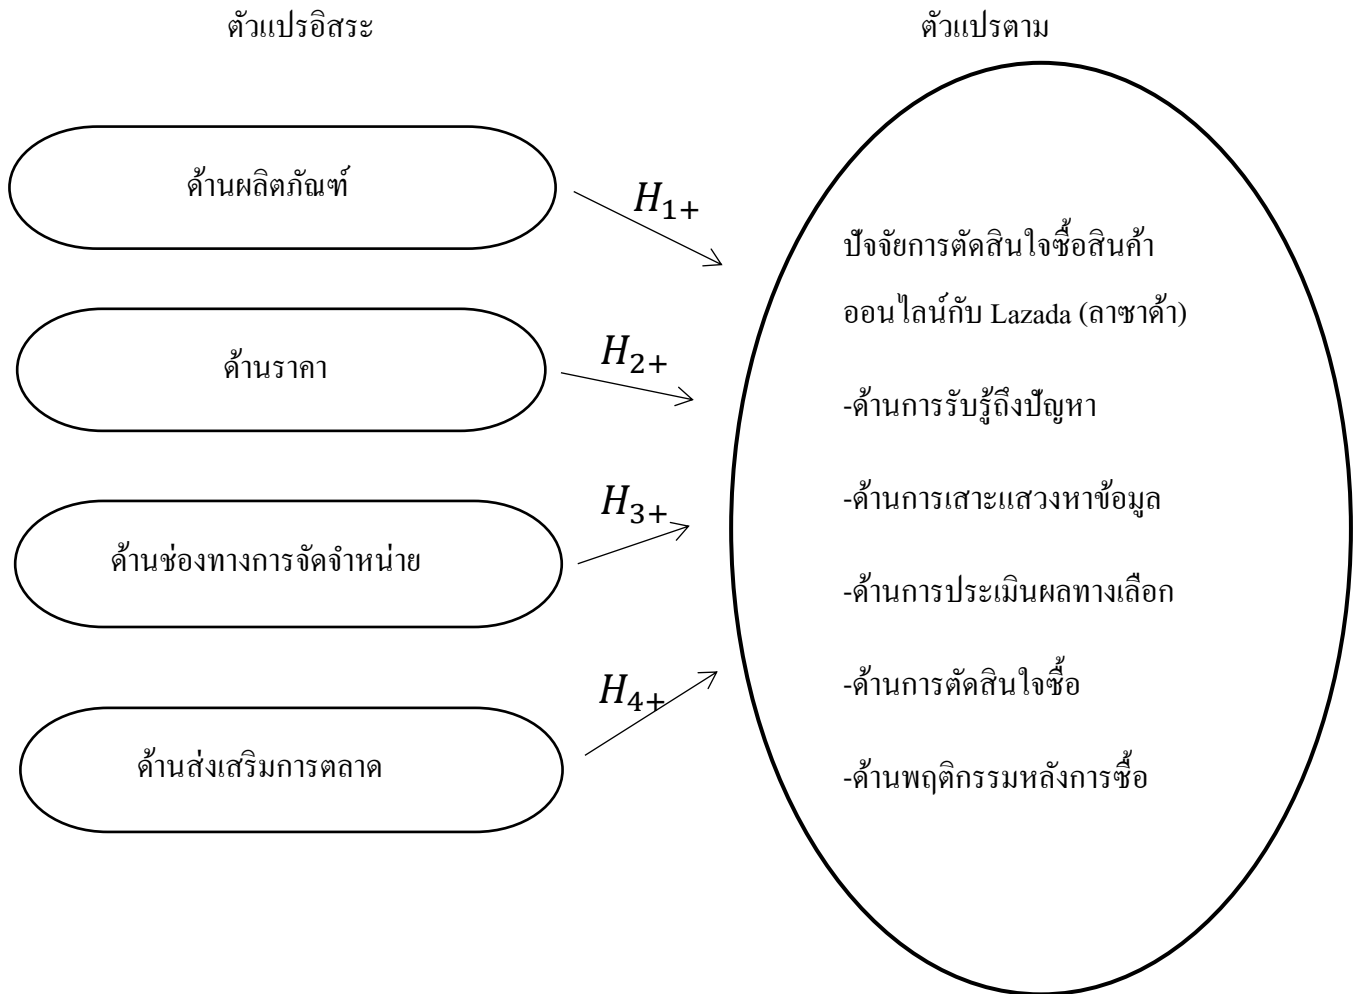 ตัวแปรอิสระ
ตัวแปรตาม
ด้านผลิตภัณฑ์
H1+
ด้านราคา
H2+
ด้านช่องทางการจัดจำหน่าย
H3+
ด้านส่งเสริมการตลาด
H4+
ปัจจัยการตัดสินใจซื้อสินค้า
ออนไลน์กับ Lazada (ลาซาด้า)
-ด้านการรับรู้ถึงปัญหา
-ด้านการเสาะแสวงหาข้อมูล
-ด้านการประเมินผลทางเลือก
-ด้านการตัดสินใจซื้อ
-ด้านพฤติกรรมหลังการซื้อ